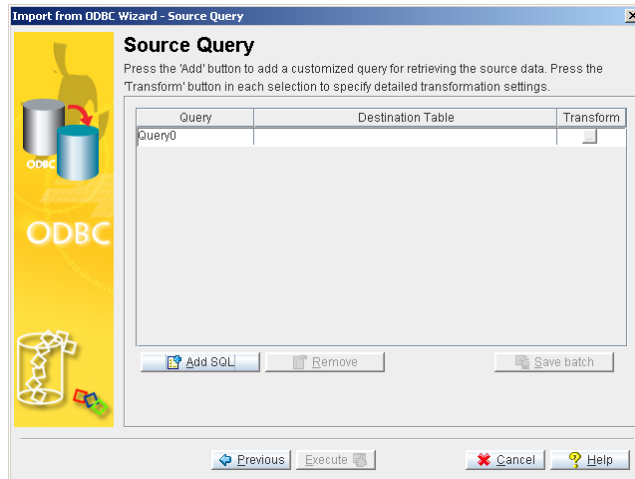 Import from ODBC Wizard - Source Query
Source Query
Press the 'Add' button to add a customized query for retrieving the source data. Press the
'Transform' button in each selection to specify detailed transformation settings.
Query Destination Table Transform
Query0 ...
ODBC
ODBC
Add SQL Remove Save batch
Previous Execute Cancel Help